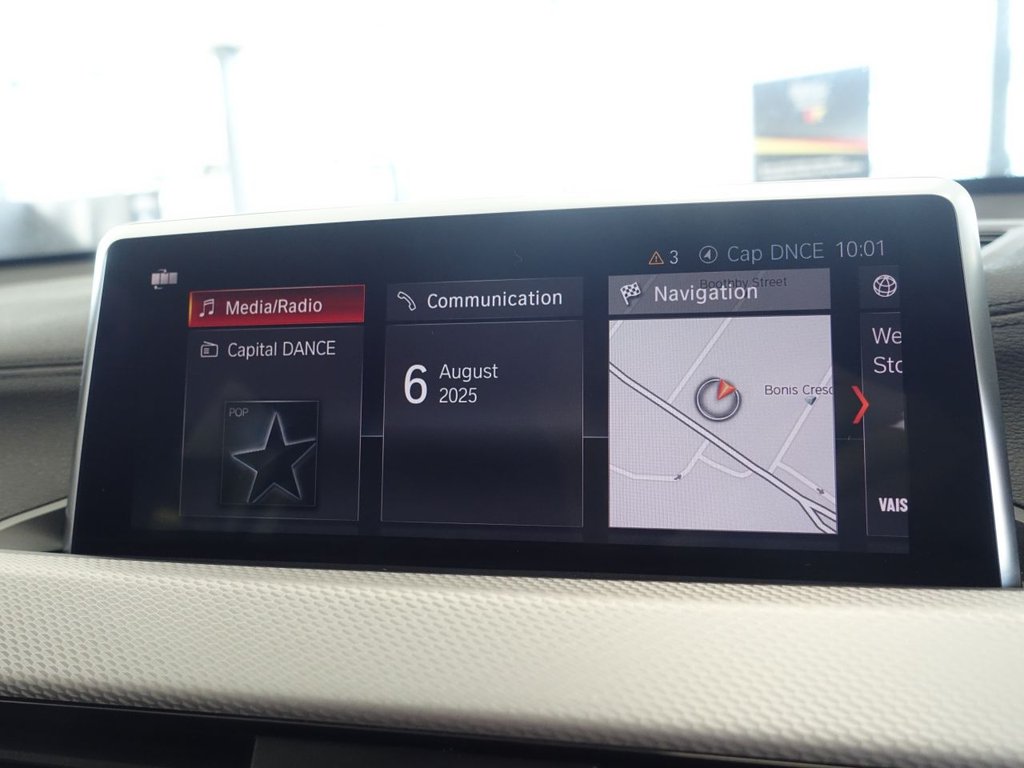 3 Cap DNCE 10:01
Media/Radio
Capital DANCE
POP
Communication
6 August
2025
Boothby Street
Navigation
Bonis Cresc
We
Sto
VAIS